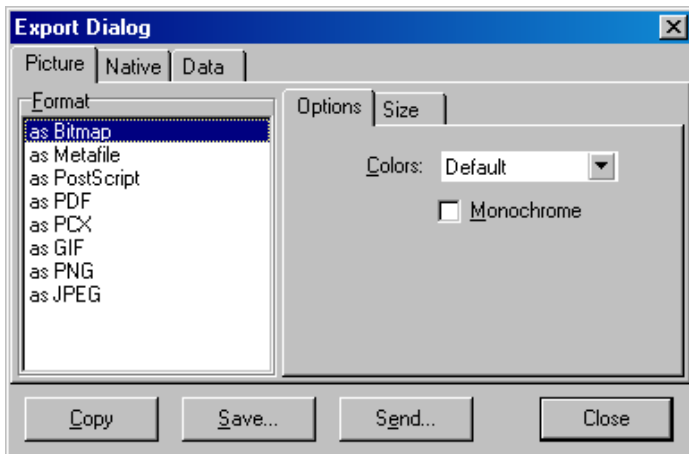 Export Dialog
Picture Native Data
Format
as Bitmap
as Metafile
as PostScript
as PDF
as PCX
as GIF
as PNG
as JPEG
Options Size
Colors: Default
Monochrome
Copy Save... Send... Close